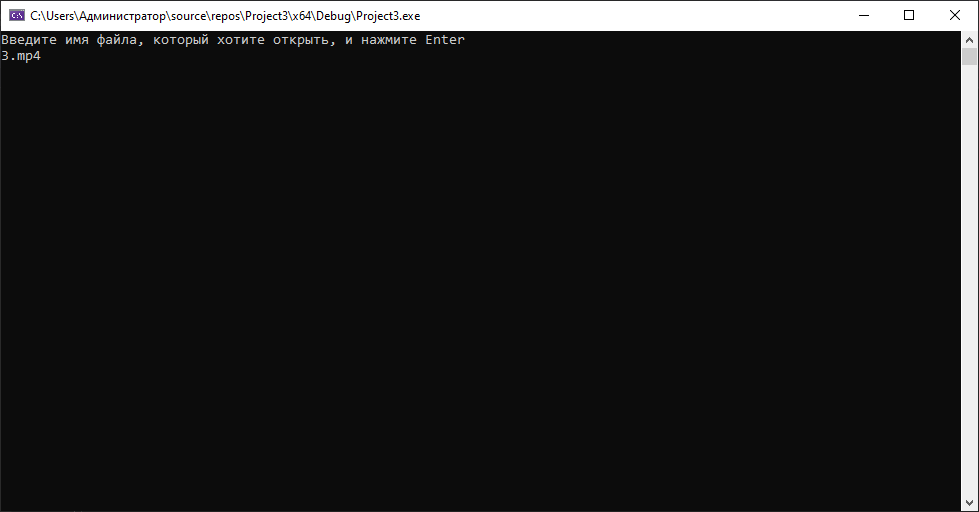 C:\Users\Администратор\source\repos\Project3\x64\Debug\Project3.exe
Введите имя файла, который хотите открыть, и нажмите Enter
3.mp4